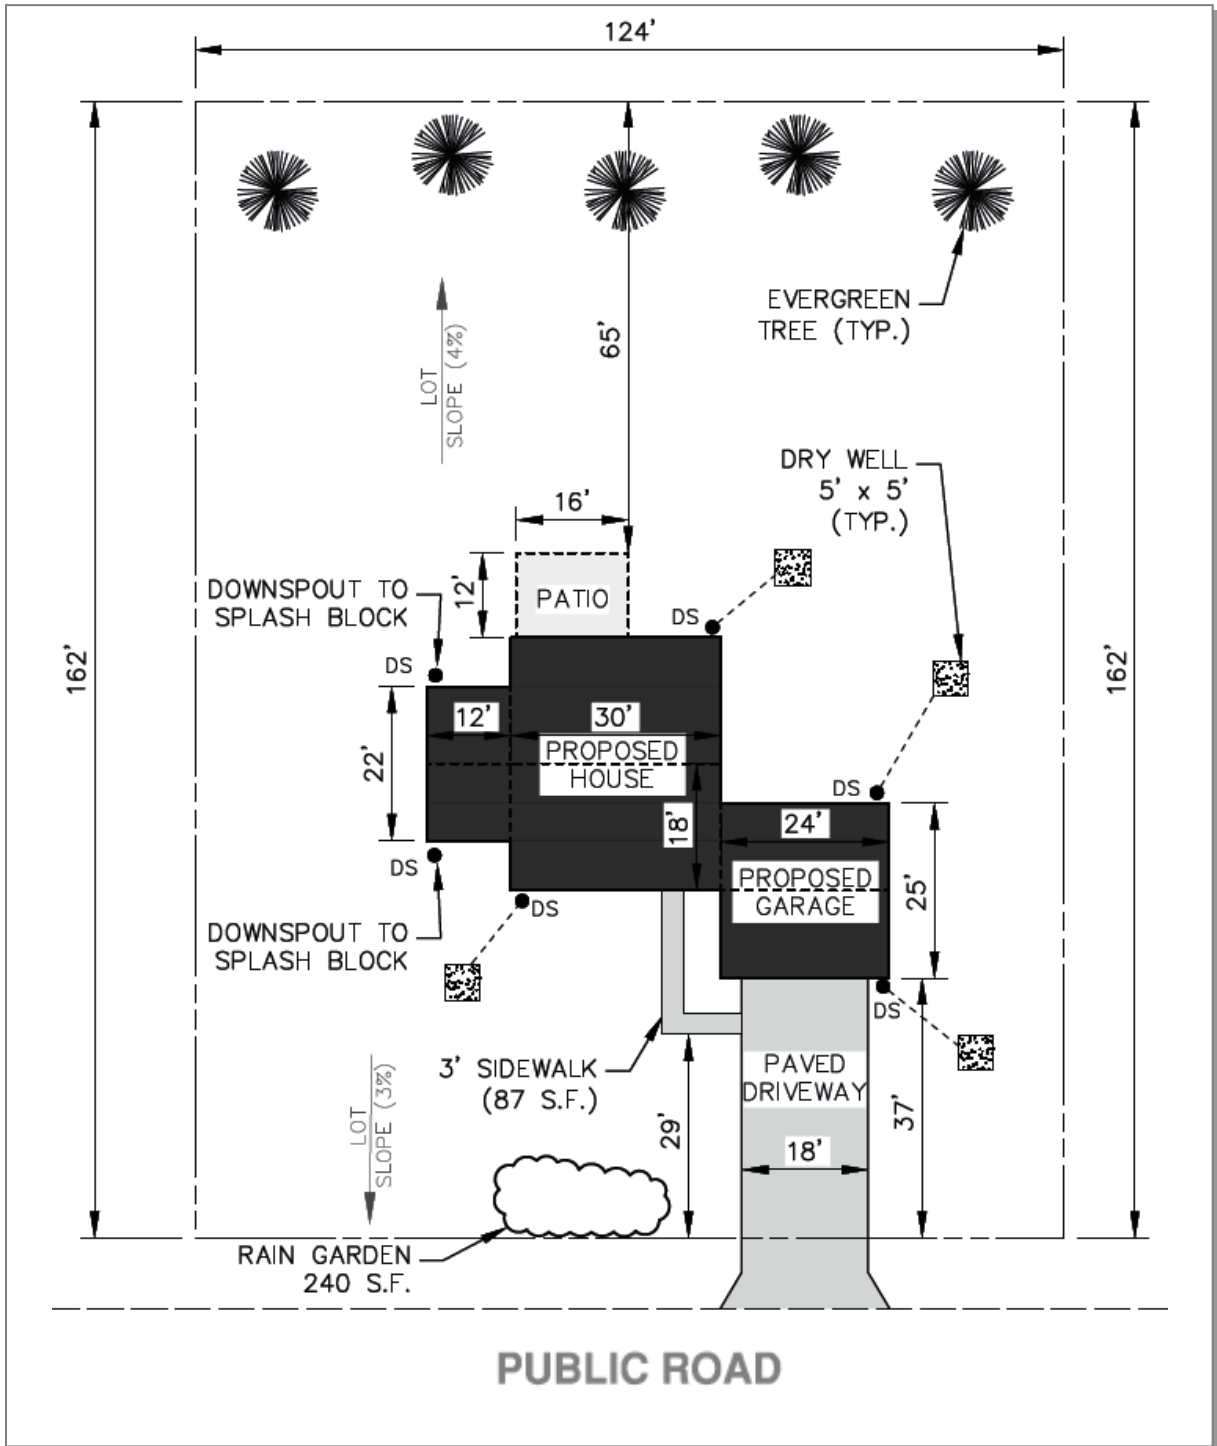 124'
EVERGREEN
TREE (TYP.)
65'
LOT
SLOPE (4%)
DRY WELL
5' x 5'
(TYP.)
16'
12'
PATIO
DOWNSPOUT TO
SPLASH BLOCK
DS
DS
162'
162'
12'
30'
22'
PROPOSED
HOUSE
18'
DS
24'
PROPOSED
GARAGE
25'
DS
DS
DOWNSPOUT TO
SPLASH BLOCK
DS
3' SIDEWALK
(87 S.F.)
PAVED
DRIVEWAY
LOT
SLOPE (3%)
29'
37'
18'
RAIN GARDEN
240 S.F.
PUBLIC ROAD